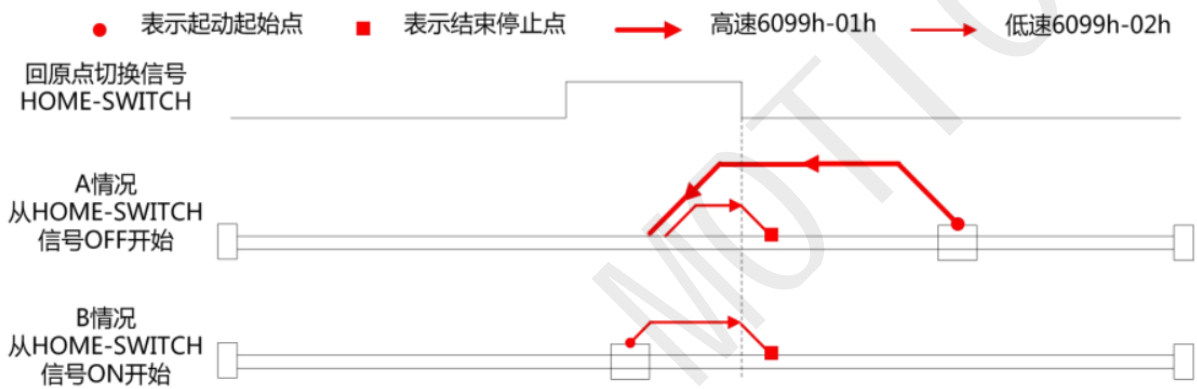 表示起动起始点 表示结束停止点 高速6099h-01h 低速6099h-02h
回原点切换信号
HOME-SWITCH
A情况
从HOME-SWITCH
信号OFF开始
B情况
从HOME-SWITCH
信号ON开始
MOTIO